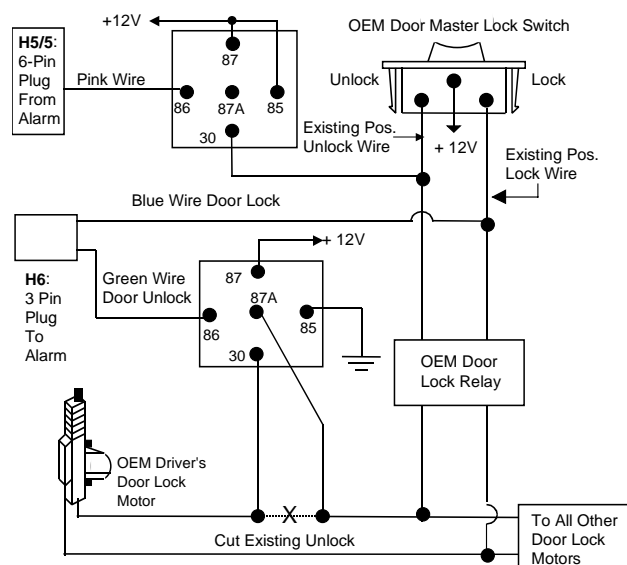 H5/5:
6-Pin
Plug
From
Alarm
Pink Wire
+12V
87
86
87A
85
30
OEM Door Master Lock Switch
Unlock
Lock
+ 12V
Existing Pos.
Unlock Wire
Existing Pos.
Lock Wire
Blue Wire Door Lock
H6:
3 Pin
Plug
To
Alarm
Green Wire
Door Unlock
+ 12V
87
87A
86
85
30
OEM Door
Lock Relay
OEM Driver's
Door Lock
Motor
X
Cut Existing Unlock
To All Other
Door Lock
Motors